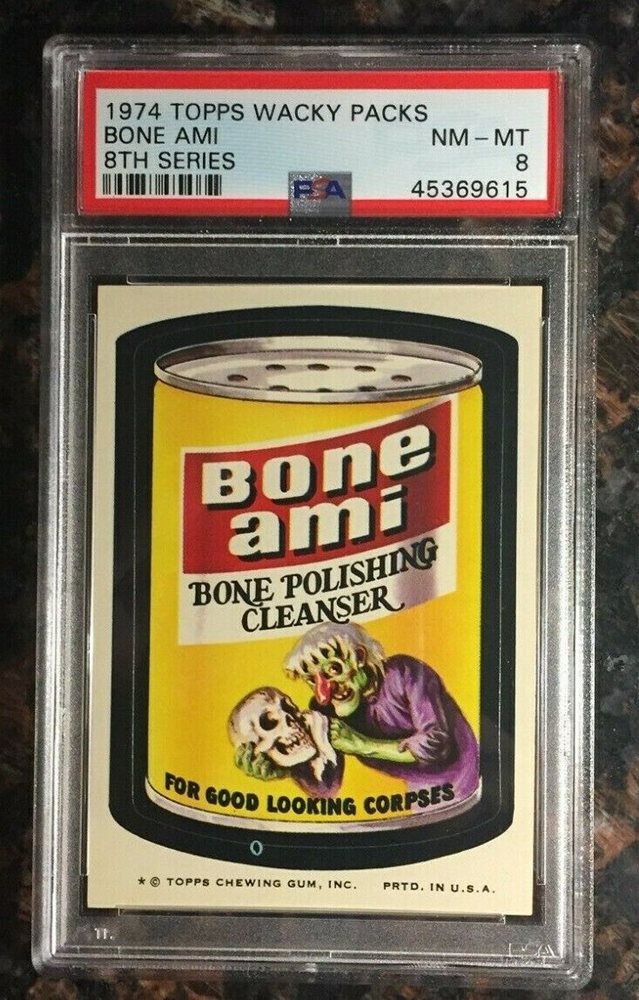 1974 TOPPS WACKY PACKS
BONE AMI NM - MT
8TH SERIES 8
PSA 45369615
Bone
ami
BONE POLISHING
CLEANSER
FOR GOOD LOOKING CORPSES
* © TOPPS CHEWING GUM, INC. PRTD. IN U.S.A.